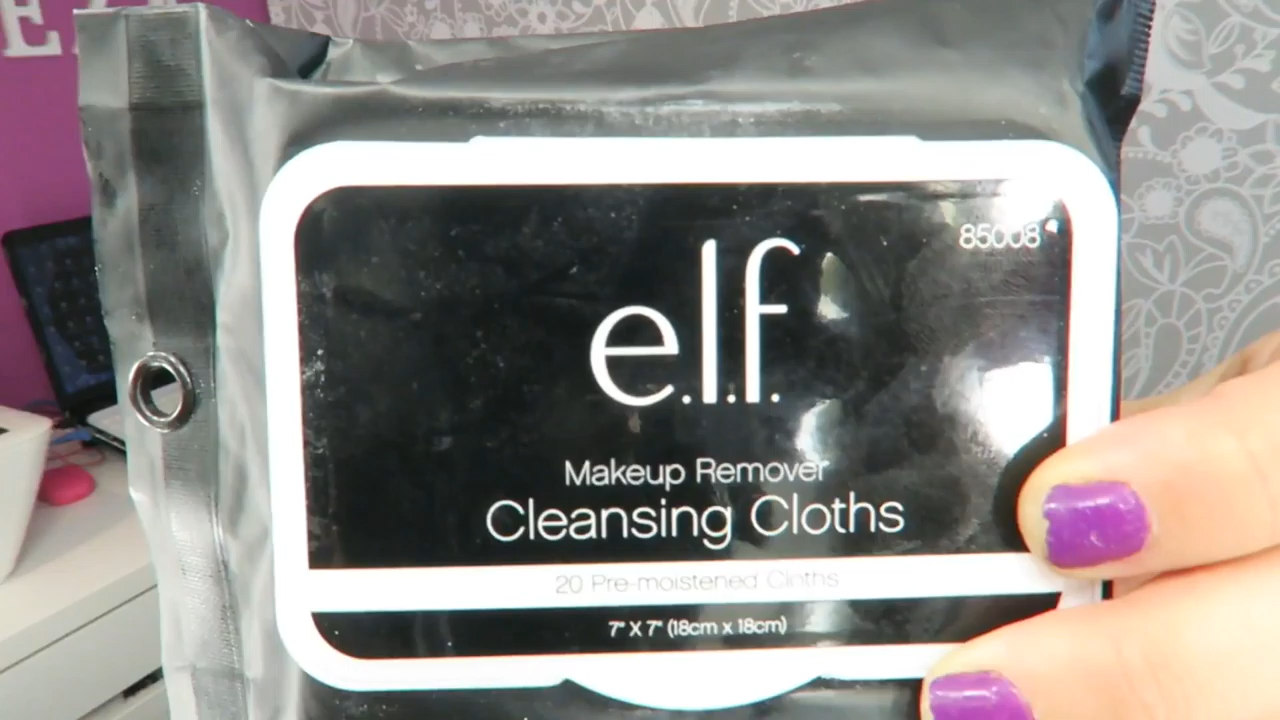 85008
e.l.f.
Makeup Remover
Cleansing Cloths
20 Pre-moistened Cloths
7" X 7" (18cm x 18cm)